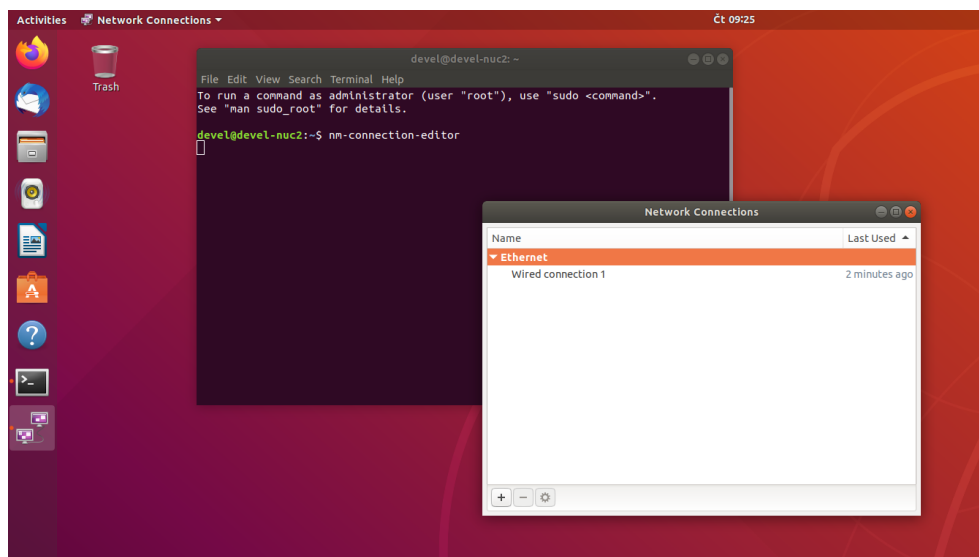 Activities Network Connections Čt 09:25
Trash
devel@devel-nuc2: ~
File Edit View Search Terminal Help
To run a command as administrator (user "root"), use "sudo <command>".
See "man sudo_root" for details.
devel@devel-nuc2:~$ nm-connection-editor
Network Connections
Name Last Used
Ethernet
Wired connection 1 2 minutes ago